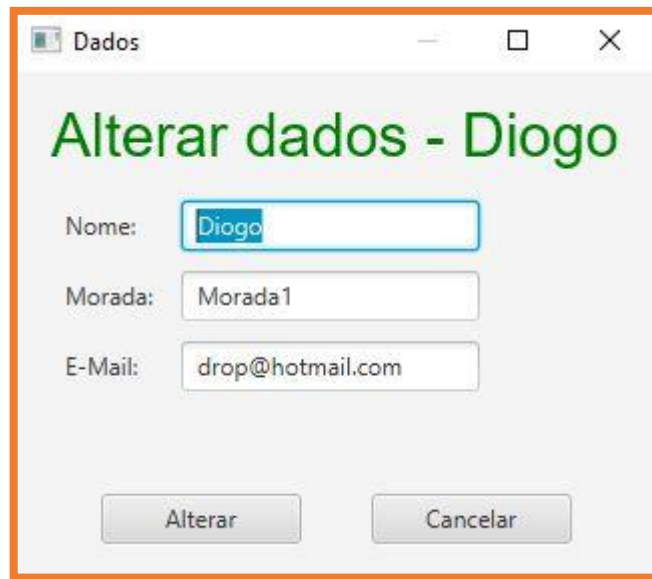 Dados
Alterar dados - Diogo
Nome: Diogo
Morada: Morada1
E-Mail: drop@hotmail.com
Alterar Cancelar